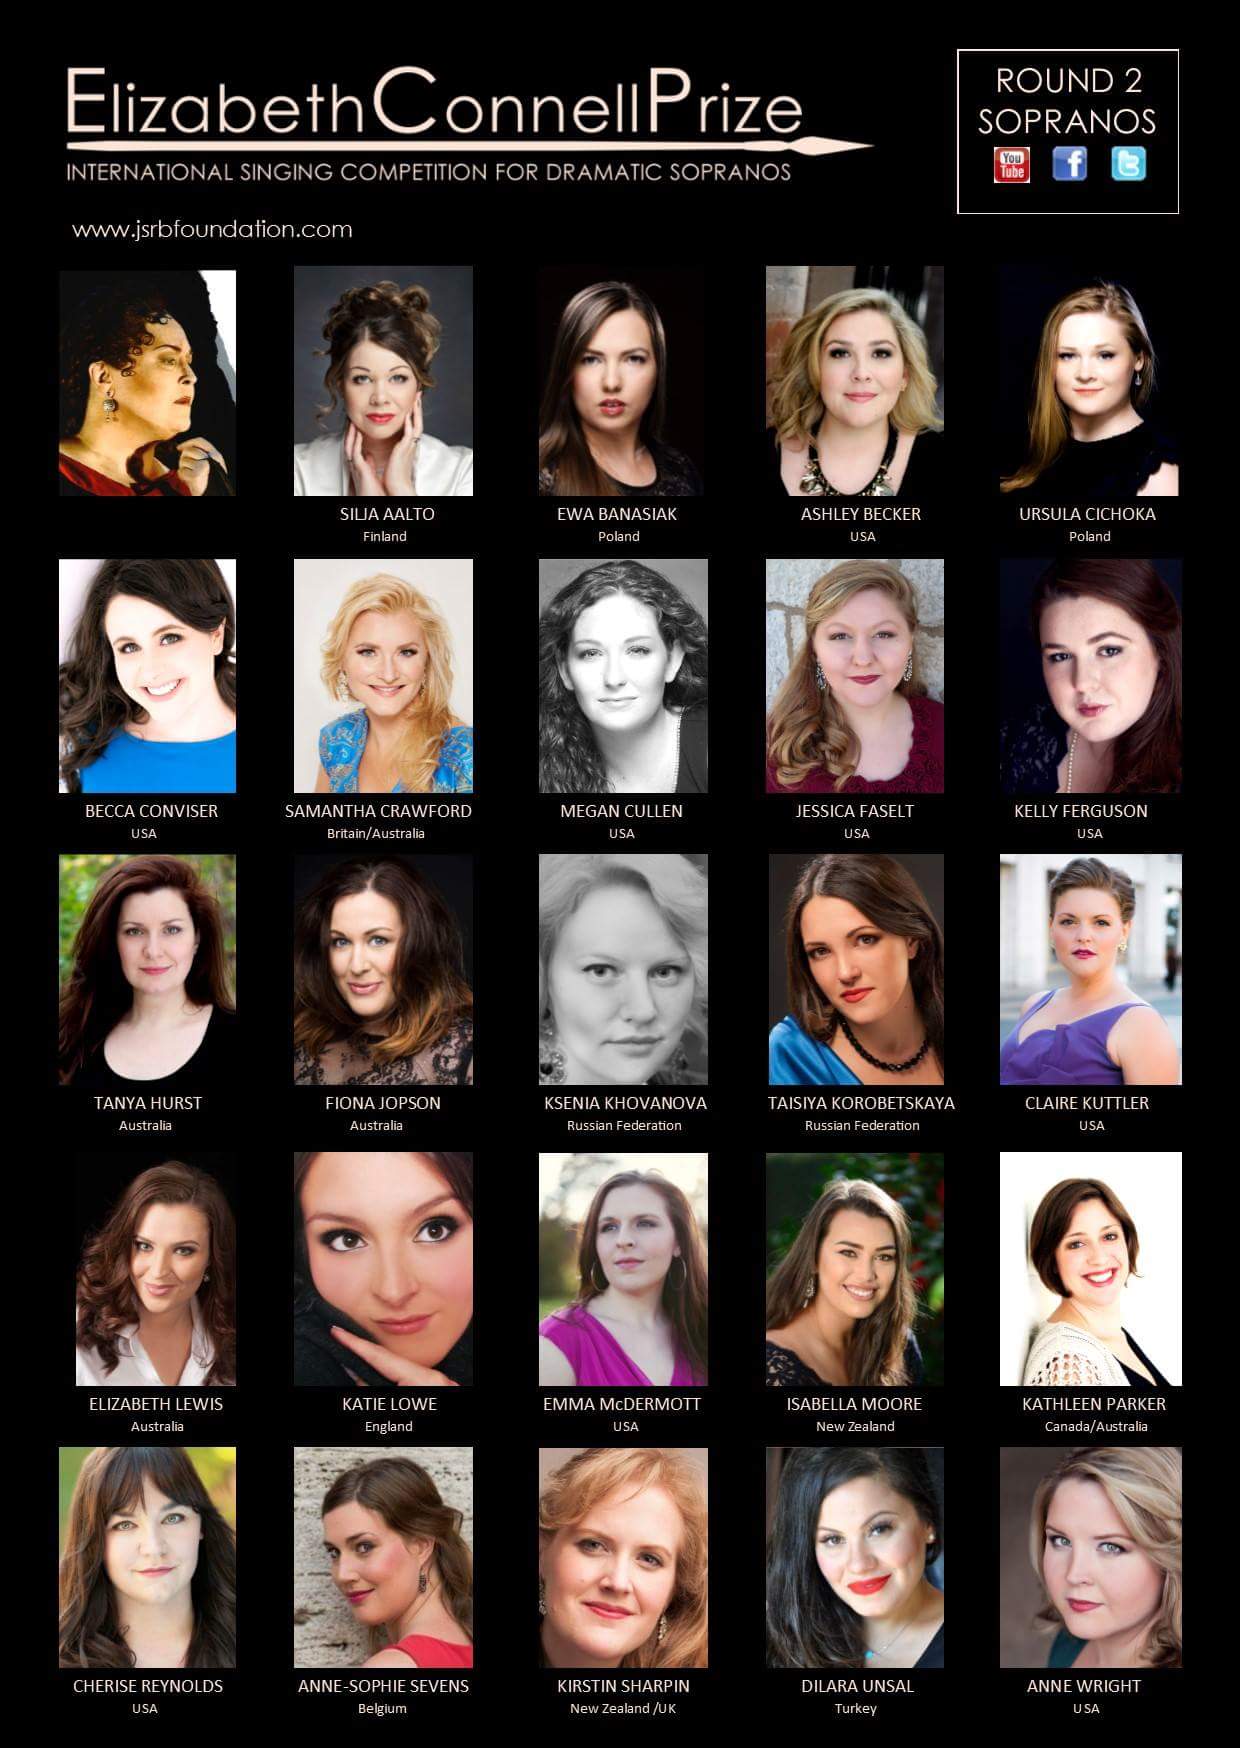 ElizabethConnellPrize
INTERNATIONAL SINGING COMPETITION FOR DRAMATIC SOPRANOS
www.jsrbfoundation.com
ROUND 2
SOPRANOS
You
Tube
SILJA AALTO
Finland
EWA BANASIAK
Poland
ASHLEY BECKER
USA
URSULA CICHOKA
Poland
BECCA CONVISER
USA
SAMANTHA CRAWFORD
Britain/Australia
MEGAN CULLEN
USA
JESSICA FASELT
USA
KELLY FERGUSON
USA
TANYA HURST
Australia
FIONA JOPSON
Australia
KSENIA KHOVANOVA
Russian Federation
TAISIYA KOROBETSKAYA
Russian Federation
CLAIRE KUTTLER
USA
ELIZABETH LEWIS
Australia
KATIE LOWE
England
EMMA McDERMOTT
USA
ISABELLA MOORE
New Zealand
KATHLEEN PARKER
Canada/Australia
CHERISE REYNOLDS
USA
ANNE-SOPHIE SEVENS
Belgium
KIRSTIN SHARPIN
New Zealand /UK
DILARA UNSAL
Turkey
ANNE WRIGHT
USA